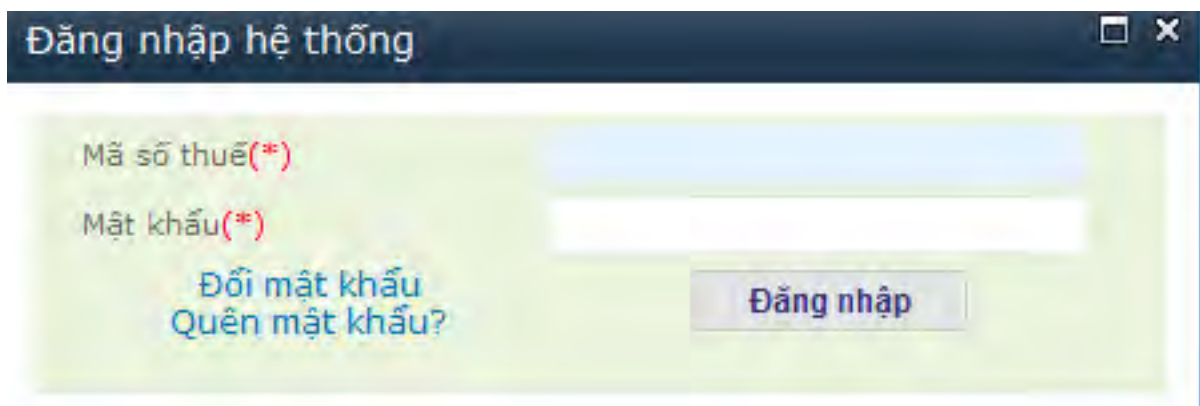 Đăng nhập hệ thống
Mã số thuế(*)
Mật khẩu(*)
Đổi mật khẩu
Quên mật khẩu?
Đăng nhập